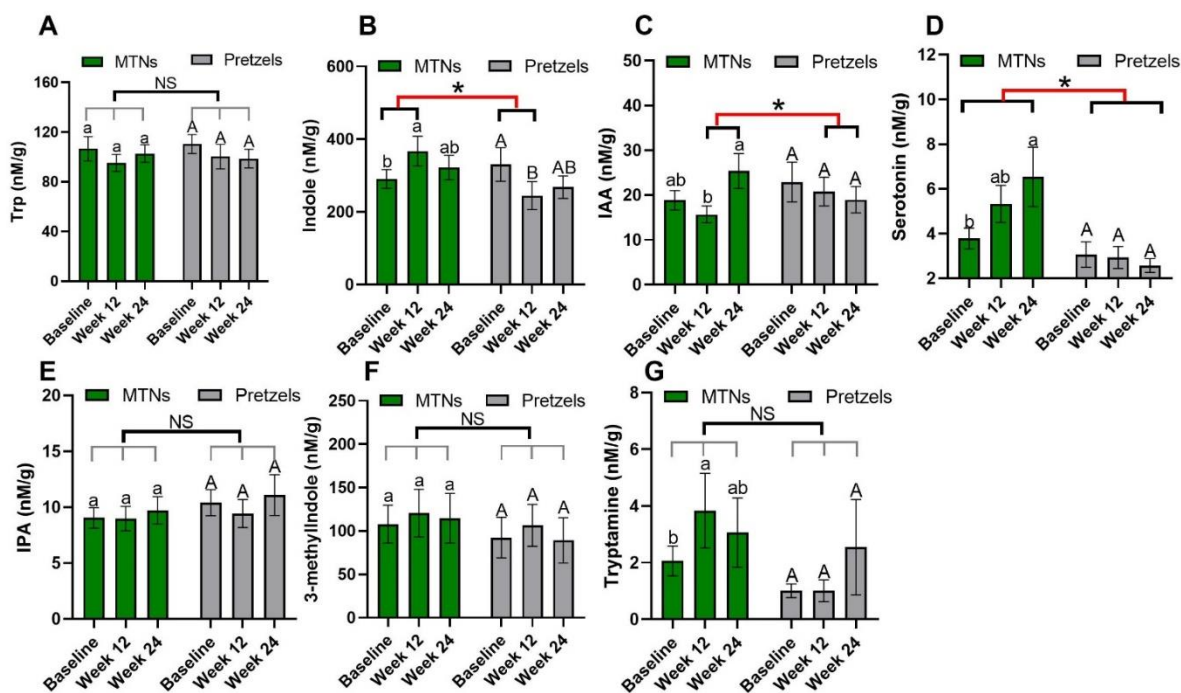 A
MTNs Pretzels
NS
Trp (nM/g)
160
120
80
40
0
a a a A A A
Baseline Week 12 Week 24 Baseline Week 12 Week 24
B
MTNs Pretzels
*
Indole (nM/g)
600
400
200
0
b a ab A B AB
Baseline Week 12 Week 24 Baseline Week 12 Week 24
C
MTNs Pretzels
*
IAA (nM/g)
50
40
30
20
10
0
ab b a A A A
Baseline Week 12 Week 24 Baseline Week 12 Week 24
D
MTNs Pretzels
*
Serotonin (nM/g)
12
10
8
6
4
2
b ab a A A A
Baseline Week 12 Week 24 Baseline Week 12 Week 24
E
MTNs Pretzels
NS
IPA (nM/g)
20
15
10
5
0
a a a A A A
Baseline Week 12 Week 24 Baseline Week 12 Week 24
F
MTNs Pretzels
NS
3-methylIndole (nM/g)
250
200
150
100
50
0
a a a A A A
Baseline Week 12 Week 24 Baseline Week 12 Week 24
G
MTNs Pretzels
NS
Tryptamine (nM/g)
8
6
4
2
0
b a ab A A A
Baseline Week 12 Week 24 Baseline Week 12 Week 24